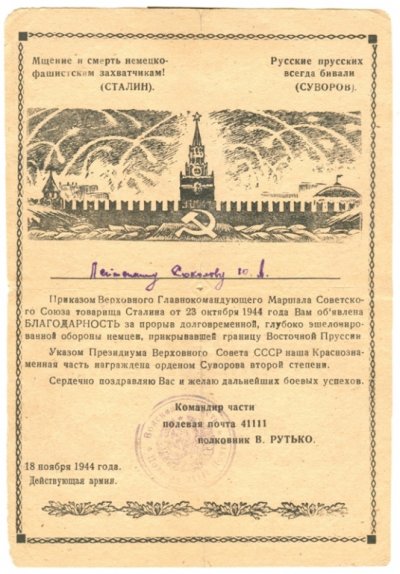 Мщение и смерть немецко-
фашистским захватчикам!
(СТАЛИН).
Русские прусских
всегда бивали
(СУВОРОВ).
Лейтенанту Соколову Ю. А.
Приказом Верховного Главнокомандующего Маршала Советско-
го Союза товарища Сталина от 23 октября 1944 года Вам об'явлена
БЛАГОДАРНОСТЬ за прорыв долговременной, глубоко эшелониро-
ванной обороны немцев, прикрывавшей границу Восточной Пруссии
Указом Президиума Верховного Совета СССР наша Краснозна-
менная часть награждена орденом Суворова второй степени.
Сердечно поздравляю Вас и желаю дальнейших боевых успехов.
Командир части
полевая почта 41111
полковник В. РУТЬКО.
18 ноября 1944 года.
Действующая армия.